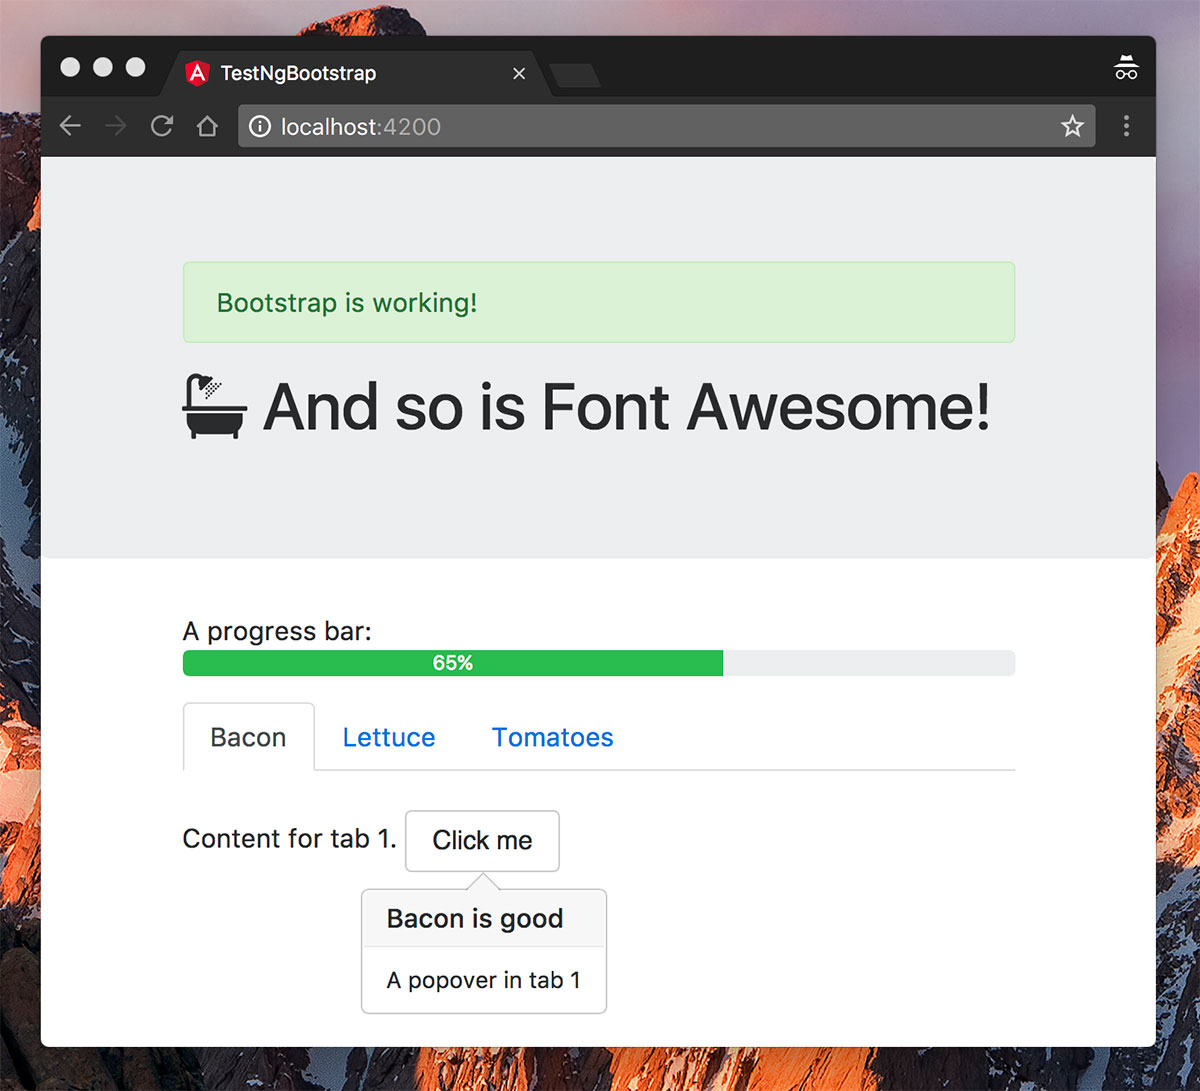 TestNgBootstrap
localhost:4200
Bootstrap is working!
And so is Font Awesome!
A progress bar:
65%
Bacon Lettuce Tomatoes
Content for tab 1. Click me
Bacon is good
A popover in tab 1